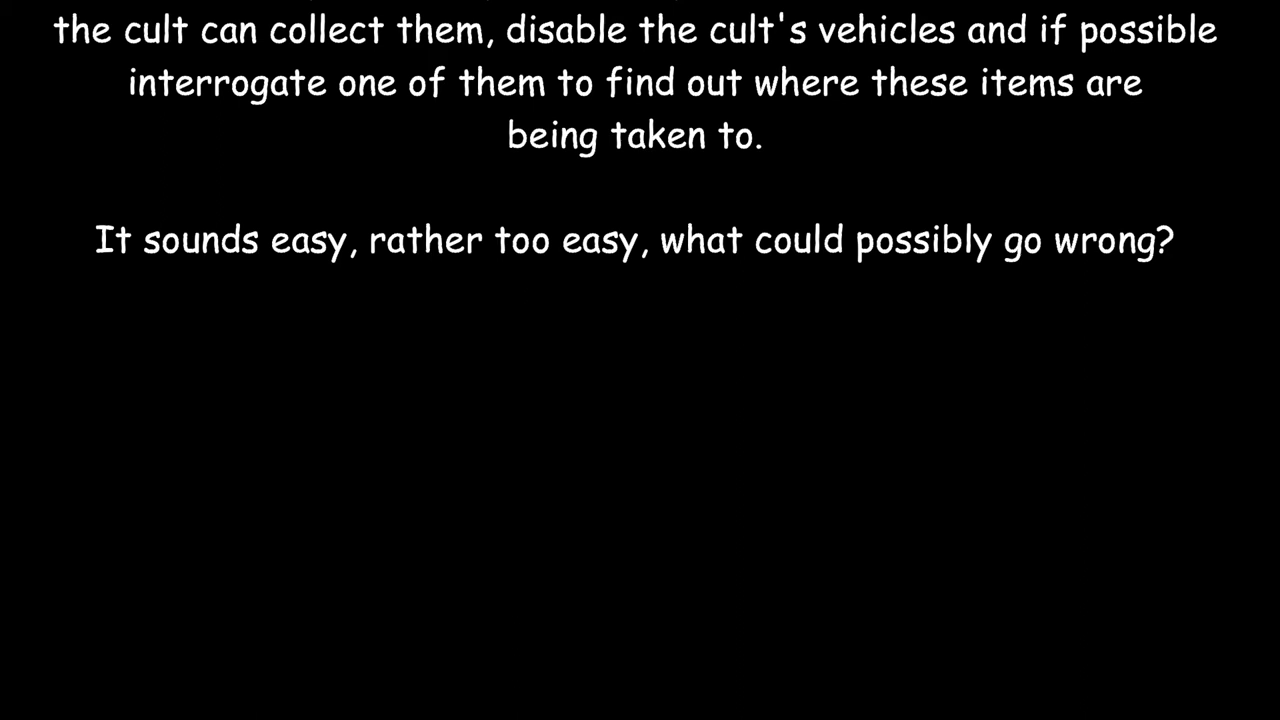 the cult can collect them, disable the cult's vehicles and if possible
interrogate one of them to find out where these items are
being taken to.
It sounds easy, rather too easy, what could possibly go wrong?